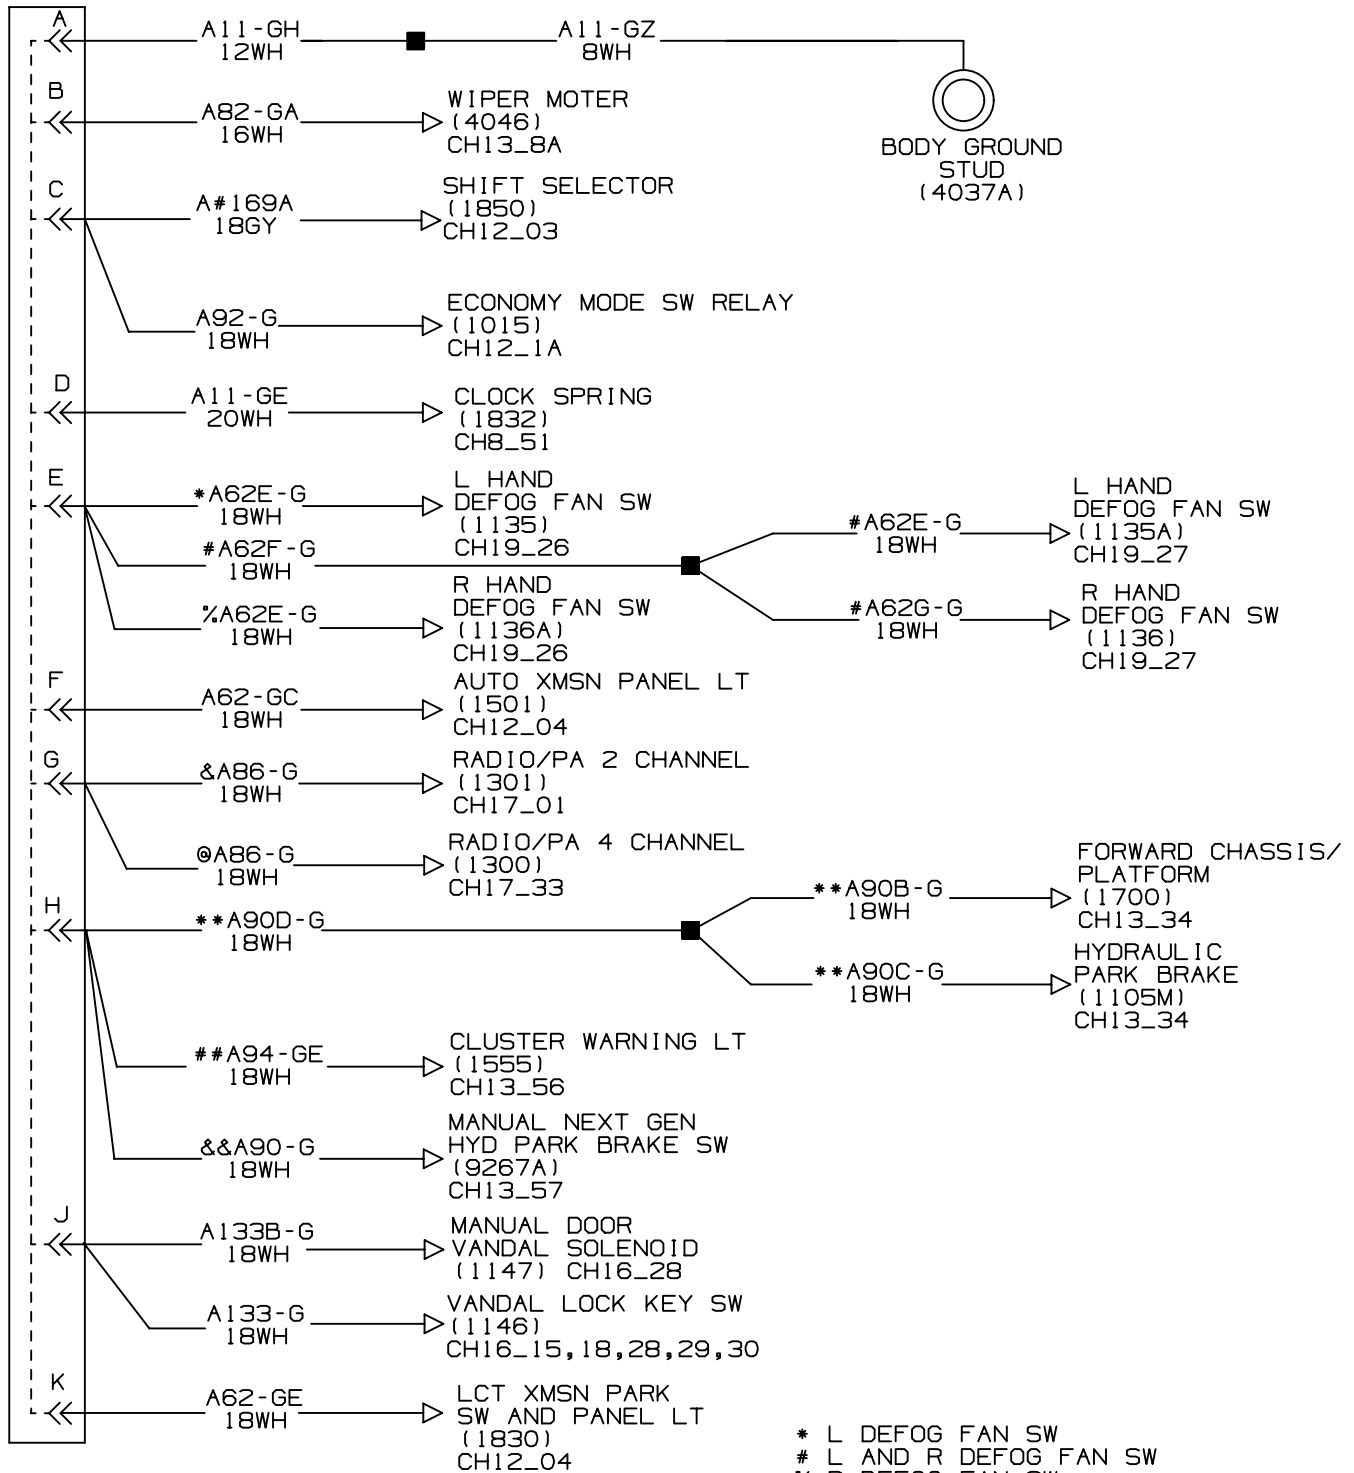 A
A11-GH
12WH
A11-GZ
8WH
BODY GROUND
STUD
(4037A)
B
A82-GA
16WH
WIPER MOTER
(4046)
CH13_8A
C
A#169A
18GY
SHIFT SELECTOR
(1850)
CH12_03
A92-G
18WH
ECONOMY MODE SW RELAY
(1015)
CH12_1A
D
A11-GE
20WH
CLOCK SPRING
(1832)
CH8_51
E
*A62E-G
18WH
L HAND
DEFOG FAN SW
(1135)
CH19_26
#A62F-G
18WH
#A62E-G
18WH
L HAND
DEFOG FAN SW
(1135A)
CH19_27
#A62G-G
18WH
R HAND
DEFOG FAN SW
(1136)
CH19_27
%A62E-G
18WH
R HAND
DEFOG FAN SW
(1136A)
CH19_26
F
A62-GC
18WH
AUTO XMSN PANEL LT
(1501)
CH12_04
G
&A86-G
18WH
RADIO/PA 2 CHANNEL
(1301)
CH17_01
@A86-G
18WH
RADIO/PA 4 CHANNEL
(1300)
CH17_33
H
**A90D-G
18WH
**A90B-G
18WH
FORWARD CHASSIS/
PLATFORM
(1700)
CH13_34
**A90C-G
18WH
HYDRAULIC
PARK BRAKE
(1105M)
CH13_34
##A94-GE
18WH
CLUSTER WARNING LT
(1555)
CH13_56
&&A90-G
18WH
MANUAL NEXT GEN
HYD PARK BRAKE SW
(9267A)
CH13_57
J
A133B-G
18WH
MANUAL DOOR
VANDAL SOLENOID
(1147) CH16_28
A133-G
18WH
VANDAL LOCK KEY SW
(1146)
CH16_15,18,28,29,30
K
A62-GE
18WH
LCT XMSN PARK
SW AND PANEL LT
(1830)
CH12_04
* L DEFOG FAN SW
# L AND R DEFOG FAN SW
% R DEFOG FAN SW